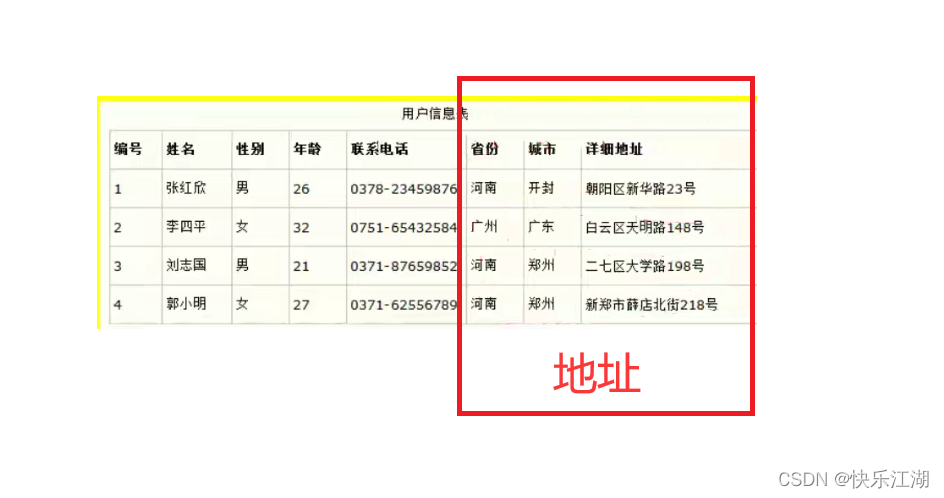 用户信息表
编号 姓名 性别 年龄 联系电话 省份 城市 详细地址
1 张红欣 男 26 0378-23459876 河南 开封 朝阳区新华路23号
2 李四平 女 32 0751-65432584 广州 广东 白云区天明路148号
3 刘志国 男 21 0371-87659852 河南 郑州 二七区大学路198号
4 郭小明 女 27 0371-62556789 河南 郑州 新郑市薛店北街218号
地址
CSDN @快乐江湖